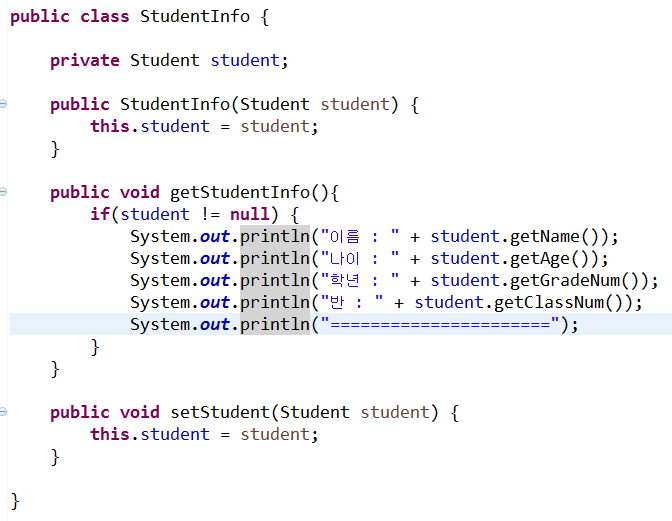 public class StudentInfo {
private Student student;
public StudentInfo(Student student) {
this.student = student;
}
public void getStudentInfo(){
if(student != null) {
System.out.println("이름 : " + student.getName());
System.out.println("나이 : " + student.getAge());
System.out.println("학년 : " + student.getGradeNum());
System.out.println("반 : " + student.getClassNum());
System.out.println("======================");
}
}
public void setStudent(Student student) {
this.student = student;
}
}